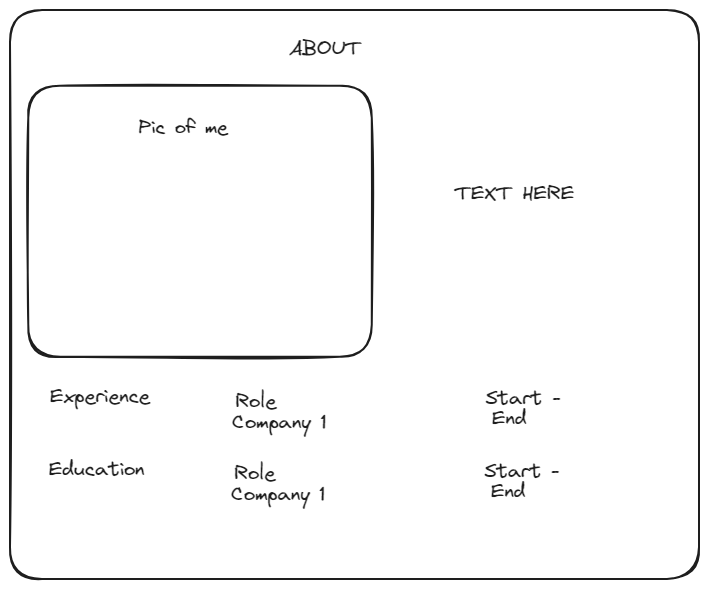 ABOUT
Pic of me
TEXT HERE
Experience
Role
Company 1
Start -
End
Education
Role
Company 1
Start -
End